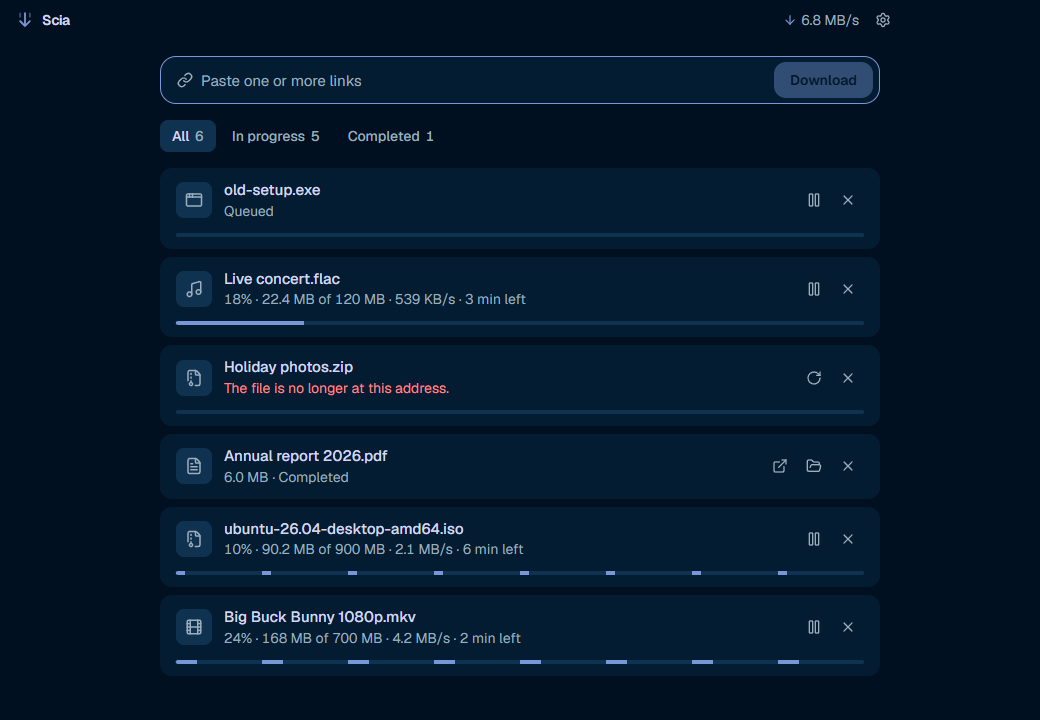 Scia
6.8 MB/s
Paste one or more links
Download
All 6
In progress 5
Completed 1
old-setup.exe
Queued
Live concert.flac
18% · 22.4 MB of 120 MB · 539 KB/s · 3 min left
Holiday photos.zip
The file is no longer at this address.
Annual report 2026.pdf
6.0 MB · Completed
ubuntu-26.04-desktop-amd64.iso
10% · 90.2 MB of 900 MB · 2.1 MB/s · 6 min left
Big Buck Bunny 1080p.mkv
24% · 168 MB of 700 MB · 4.2 MB/s · 2 min left